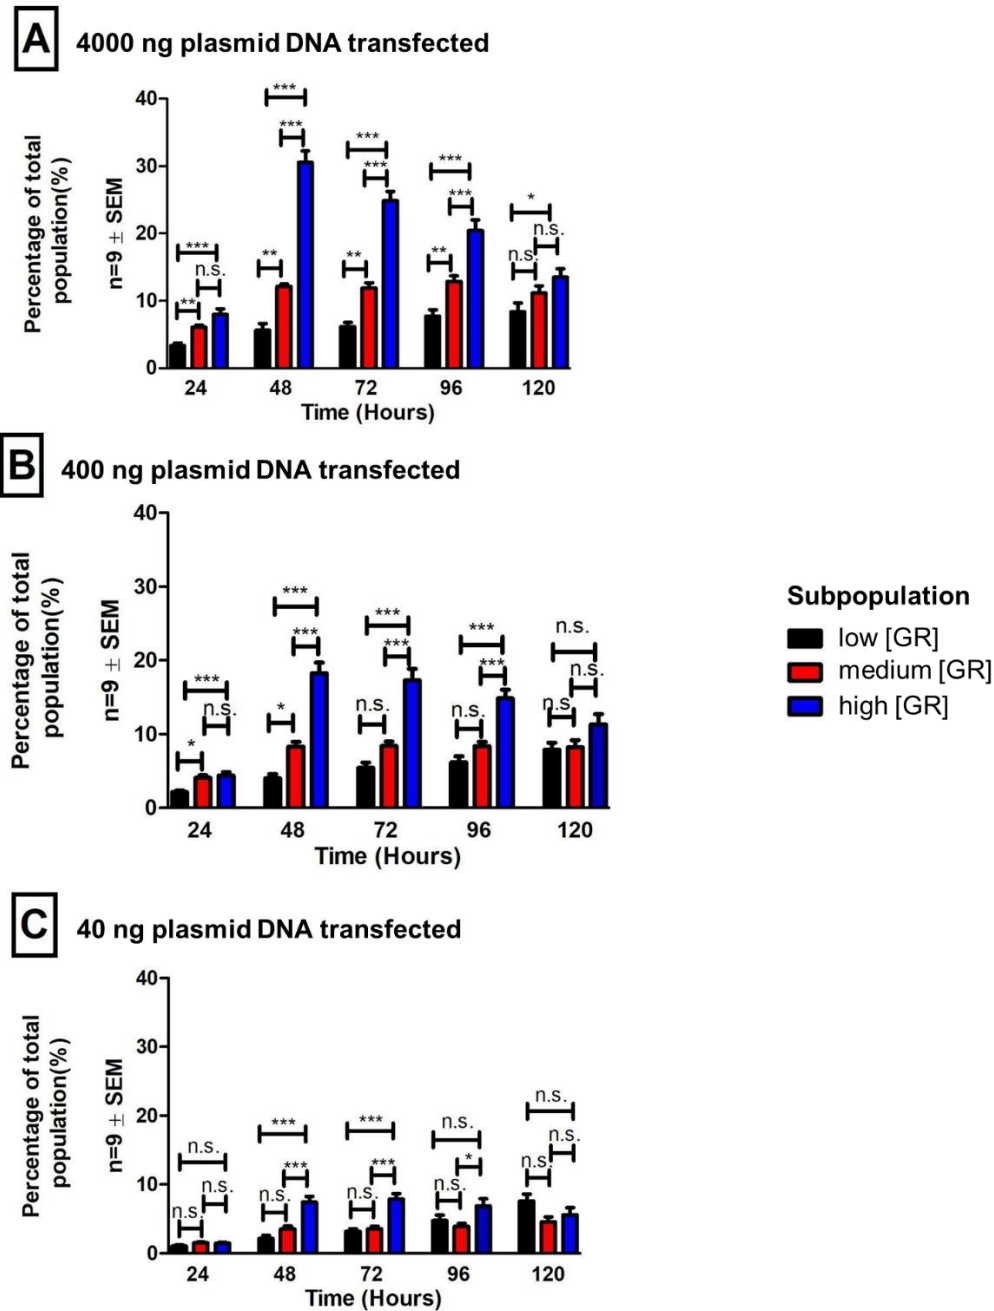 A 4000 ng plasmid DNA transfected
Percentage of total
population(%)
n=9 ± SEM
40
30
20
10
0
*** *** *** *** *
*** *** *** n.s.
*** n.s. ** ** ** ** n.s.
24 48 72 96 120
Time (Hours)
B 400 ng plasmid DNA transfected
Percentage of total
population(%)
n=9 ± SEM
40
30
20
10
0
*** *** *** *** n.s.
n.s. *** *** *** n.s.
* * n.s. n.s. n.s.
24 48 72 96 120
Time (Hours)
Subpopulation
low [GR]
medium [GR]
high [GR]
C 40 ng plasmid DNA transfected
Percentage of total
population(%)
n=9 ± SEM
40
30
20
10
0
n.s. *** *** n.s. n.s.
n.s. *** *** * n.s.
n.s. n.s. n.s. n.s. n.s.
24 48 72 96 120
Time (Hours)